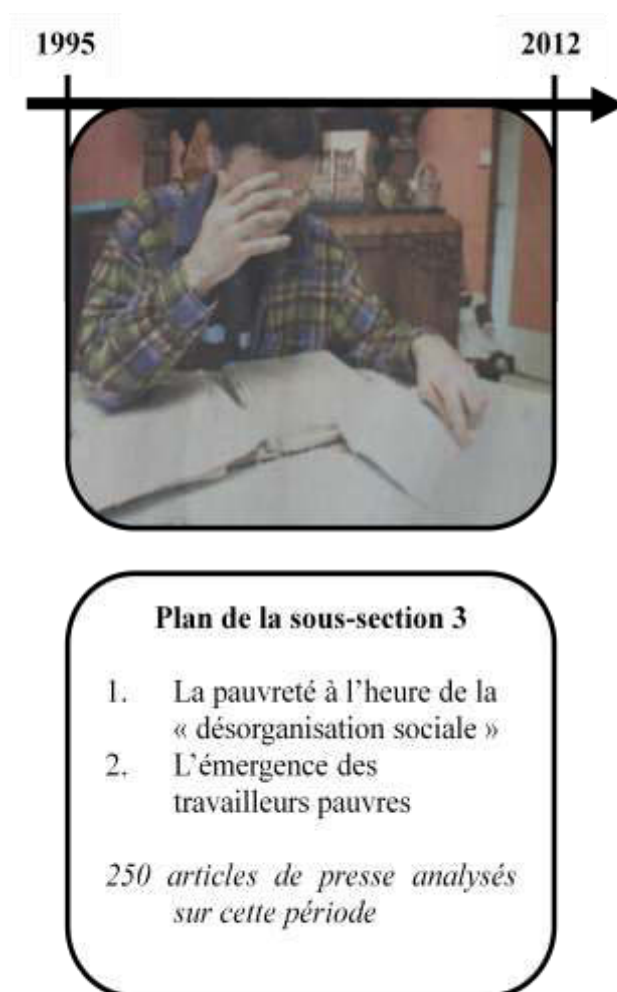 1995
2012
Plan de la sous-section 3
1. La pauvreté à l’heure de la
« désorganisation sociale »
2. L’émergence des
travailleurs pauvres
250 articles de presse analysés
sur cette période